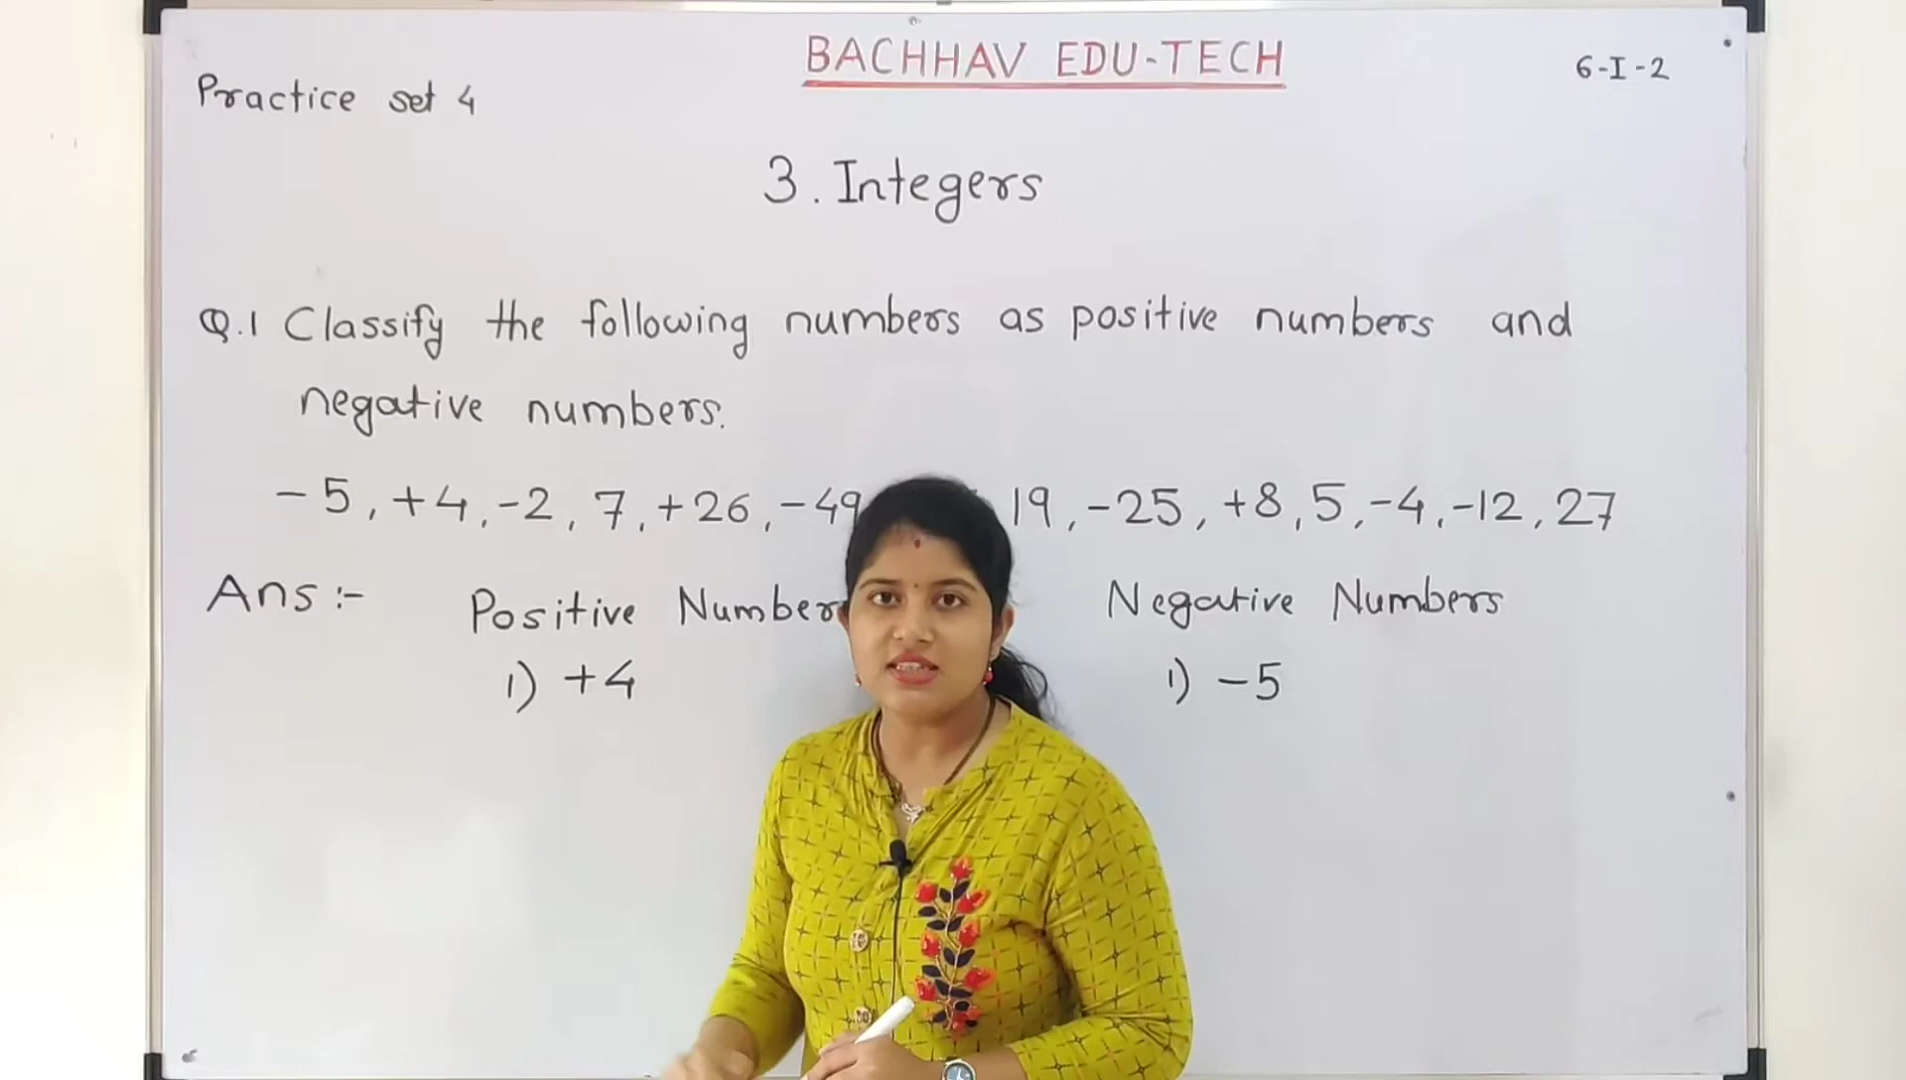 BACHHAV EDU-TECH
6-I-2
Practice set 4
3. Integers
Q.1 Classify the following numbers as positive numbers and
negative numbers.
-5, +4, -2, 7, +26, -49 19, -25, +8, 5, -4, -12, 27
Ans :- Positive Number Negative Numbers
1) +4 1) -5